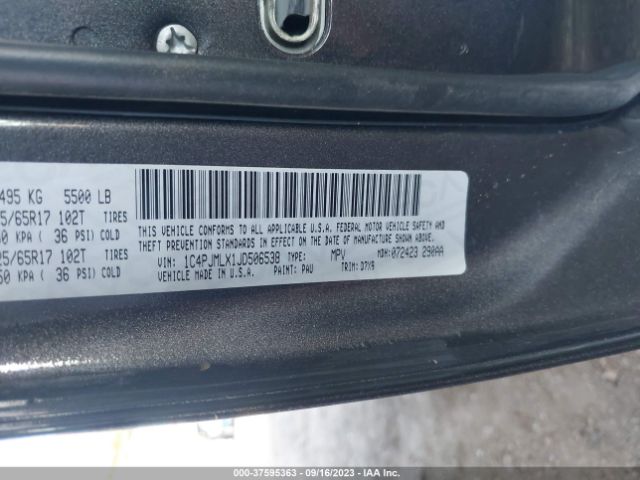 495 KG 5500 LB
5/65R17 102T TIRES
50 KPA ( 36 PSI) COLD
25/65R17 102T TIRES
50 KPA ( 36 PSI) COLD
THIS VEHICLE CONFORMS TO ALL APPLICABLE U.S.A. FEDERAL MOTOR VEHICLE SAFETY AND
THEFT PREVENTION STANDARDS IN EFFECT ON THE DATE OF MANUFACTURE SHOWN ABOVE.
VIN: 1C4PJMLX1JD506538 TYPE: MPV MDH: 072423 290AA
VEHICLE MADE IN U.S.A. PAINT: PAU TRIM: D7X9
000-37595363 - 09/16/2023 - IAA Inc.